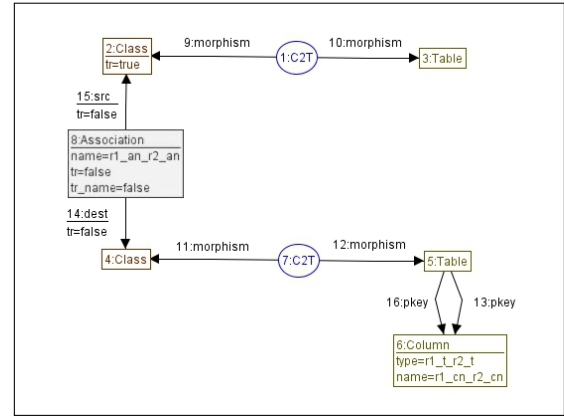 2:Class
tr=true
9:morphism
1:C2T
10:morphism
3:Table
15:src
tr=false
8:Association
name=r1_an_r2_an
tr=false
tr_name=false
14:dest
tr=false
4:Class
11:morphism
7:C2T
12:morphism
5:Table
16:pkey
13:pkey
6:Column
type=r1_t_r2_t
name=r1_cn_r2_cn